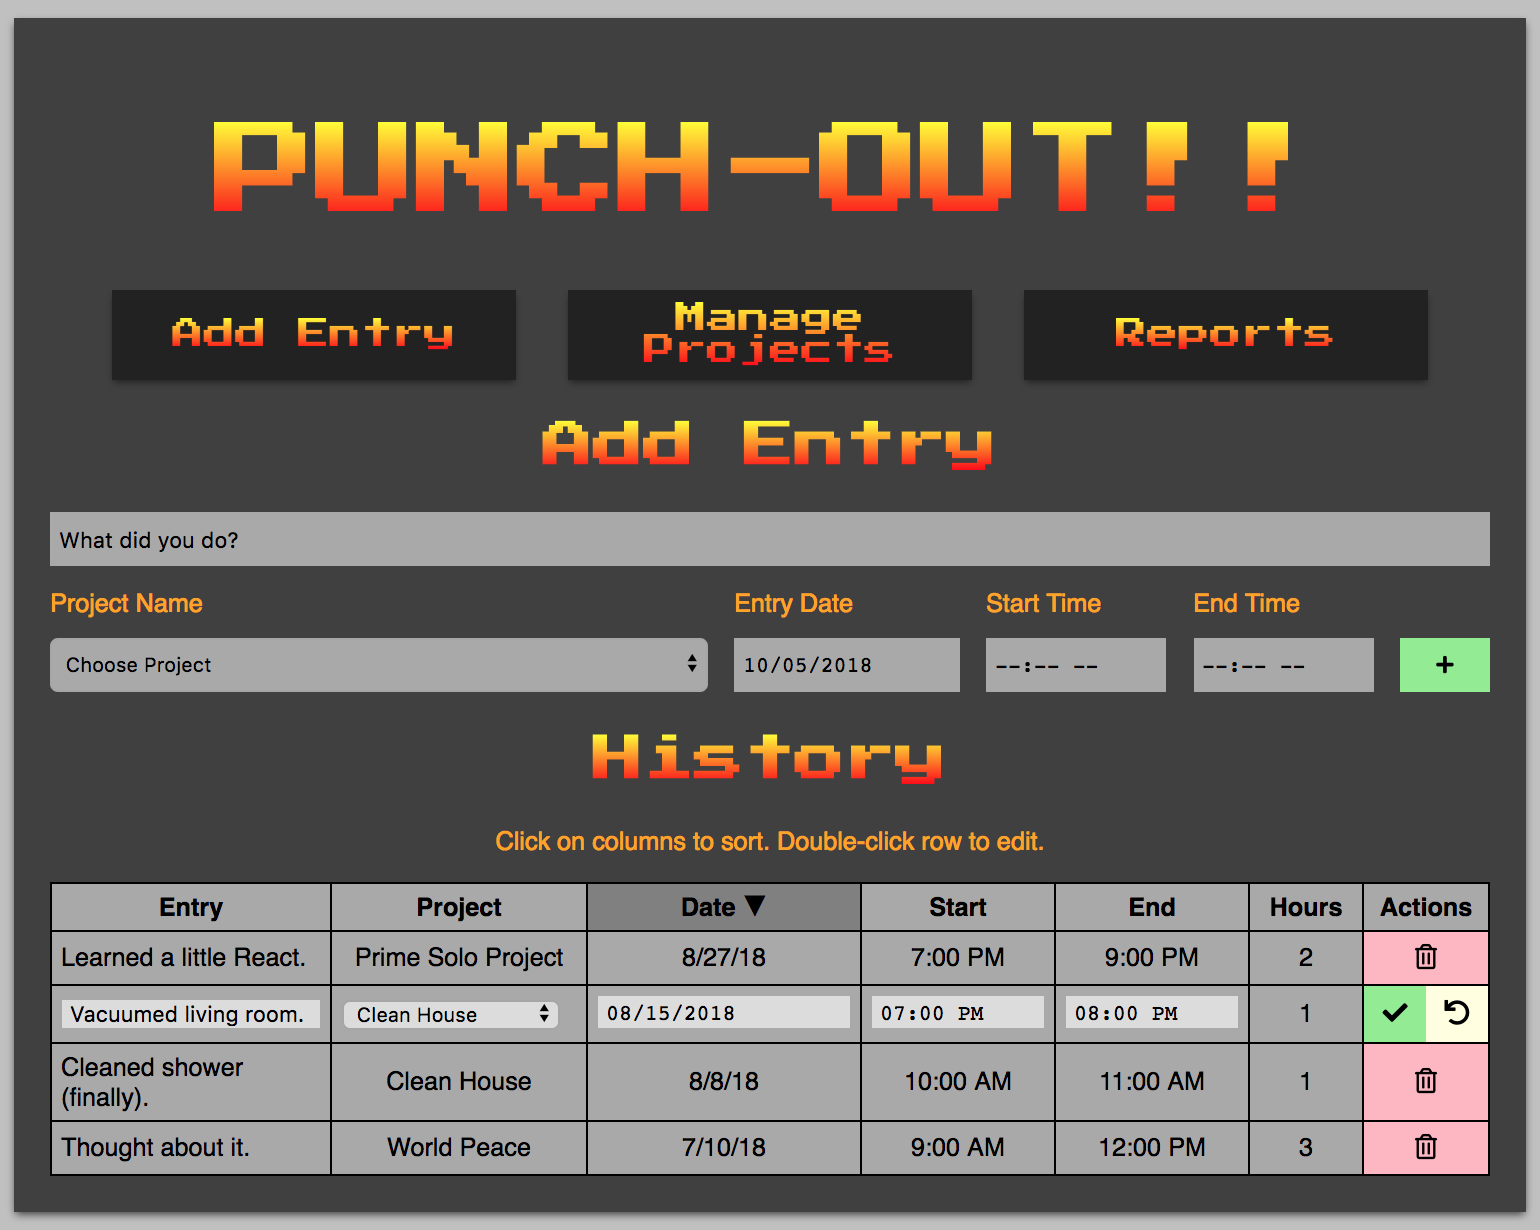 PUNCH-OUT!!
Add Entry
Manage
Projects
Reports
Add Entry
What did you do?
Project Name Entry Date Start Time End Time
Choose Project 10/05/2018 --:-- -- --:-- -- +
History
Click on columns to sort. Double-click row to edit.
Entry Project Date ▼ Start End Hours Actions
Learned a little React. Prime Solo Project 8/27/18 7:00 PM 9:00 PM 2
Vacuumed living room. Clean House 08/15/2018 07:00 PM 08:00 PM 1
Cleaned shower
(finally). Clean House 8/8/18 10:00 AM 11:00 AM 1
Thought about it. World Peace 7/10/18 9:00 AM 12:00 PM 3